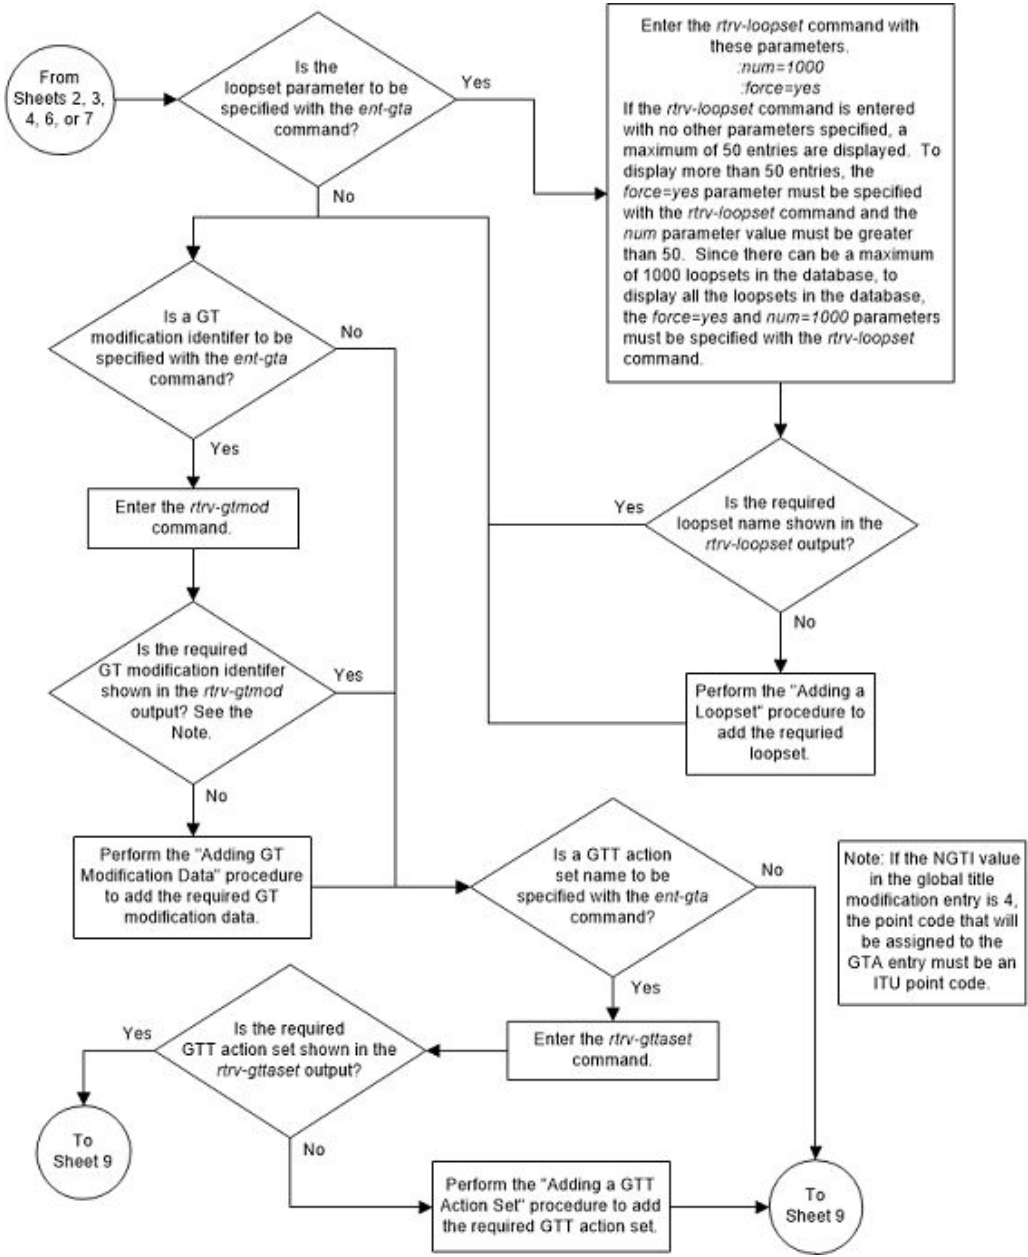 From
Sheets 2, 3,
4, 6, or 7
Is the
loopset parameter to be
specified with the ent-gta
command?
Yes
No
Enter the rtrv-loopset command with
these parameters.
:num=1000
:force=yes
If the rtrv-loopset command is entered
with no other parameters specified, a
maximum of 50 entries are displayed. To
display more than 50 entries, the
force=yes parameter must be specified
with the rtrv-loopset command and the
num parameter value must be greater
than 50. Since there can be a maximum
of 1000 loopsets in the database, to
display all the loopsets in the database,
the force=yes and num=1000 parameters
must be specified with the rtrv-loopset
command.
Is a GT
modification identifer to be
specified with the ent-gta
command?
No
Yes
Enter the rtrv-gtmod
command.
Is the required
loopset name shown in the
rtrv-loopset output?
Yes
No
Perform the "Adding a
Loopset" procedure to
add the requried
loopset.
Is the required
GT modification identifer
shown in the rtrv-gtmod
output? See the
Note.
Yes
No
Perform the "Adding GT
Modification Data" procedure
to add the required GT
modification data.
Is a GTT action
set name to be
specified with the ent-gta
command?
No
Yes
Note: If the NGTI value
in the global title
modification entry is 4,
the point code that will
be assigned to the
GTA entry must be an
ITU point code.
Enter the rtrv-gttaset
command.
Is the required
GTT action set shown in the
rtrv-gttaset output?
Yes
No
To
Sheet 9
Perform the "Adding a GTT
Action Set" procedure to add
the required GTT action set.
To
Sheet 9